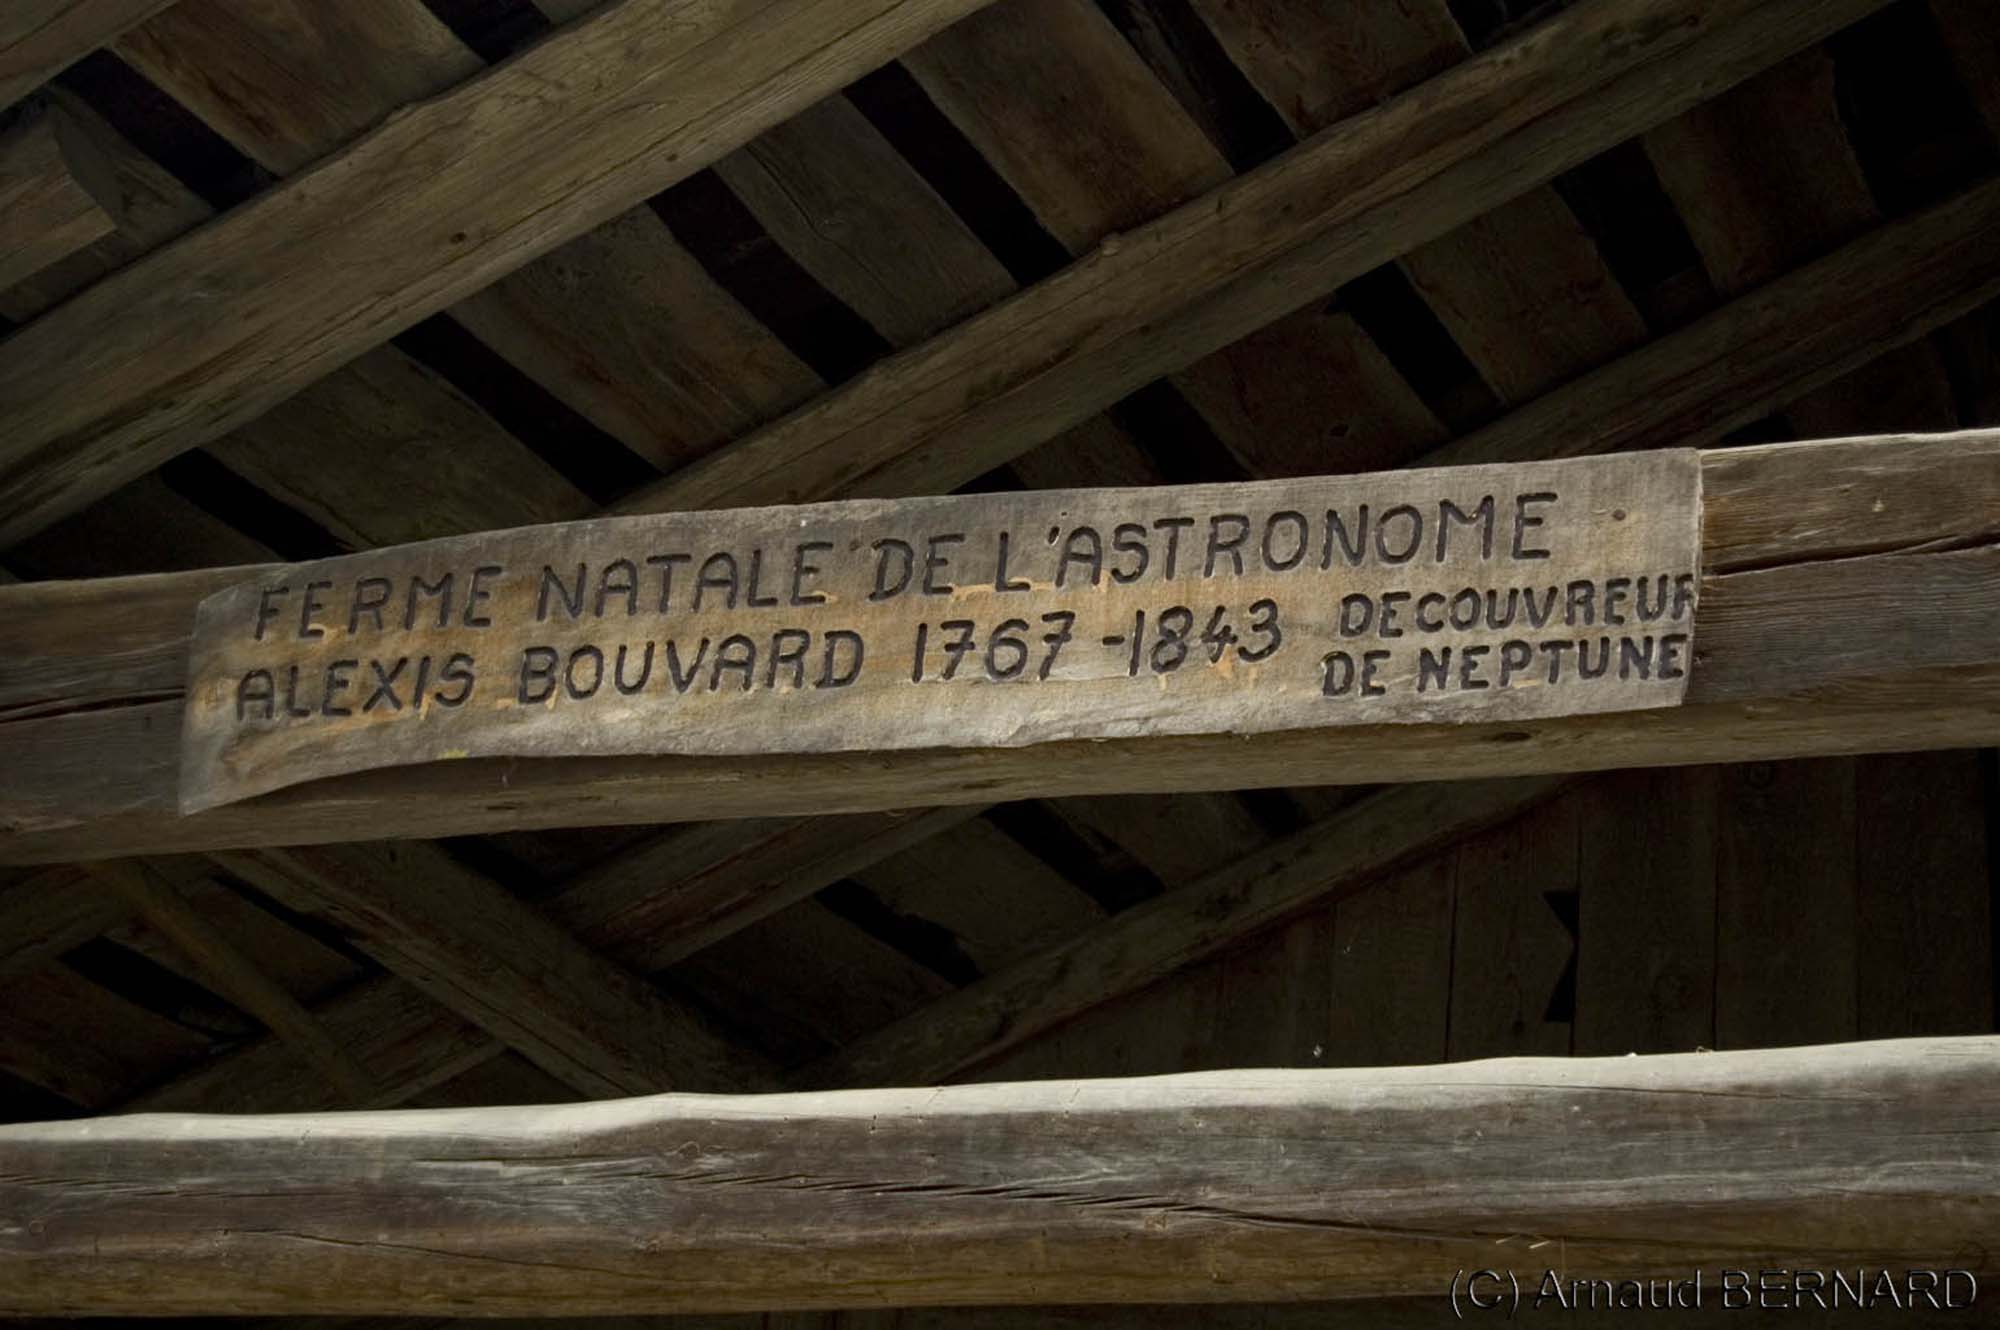 FERME NATALE DE L'ASTRONOME
ALEXIS BOUVARD 1767-1843 DECOUVREUR
DE NEPTUNE
(C) Arnaud BERNARD